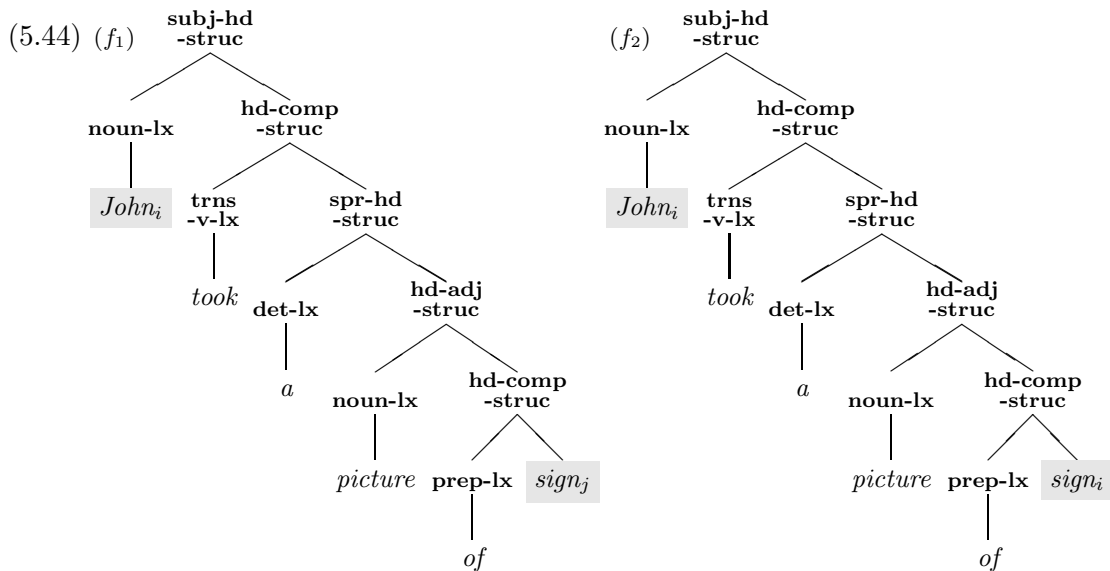 (5.44) (f₁) subj-hd -struc (f₂) subj-hd -struc
noun-lx hd-comp -struc noun-lx hd-comp -struc
John_i trns -v-lx spr-hd -struc John_i trns -v-lx spr-hd -struc
took det-lx hd-adj -struc took det-lx hd-adj -struc
a noun-lx hd-comp -struc a noun-lx hd-comp -struc
picture prep-lx sign_j picture prep-lx sign_i
of of